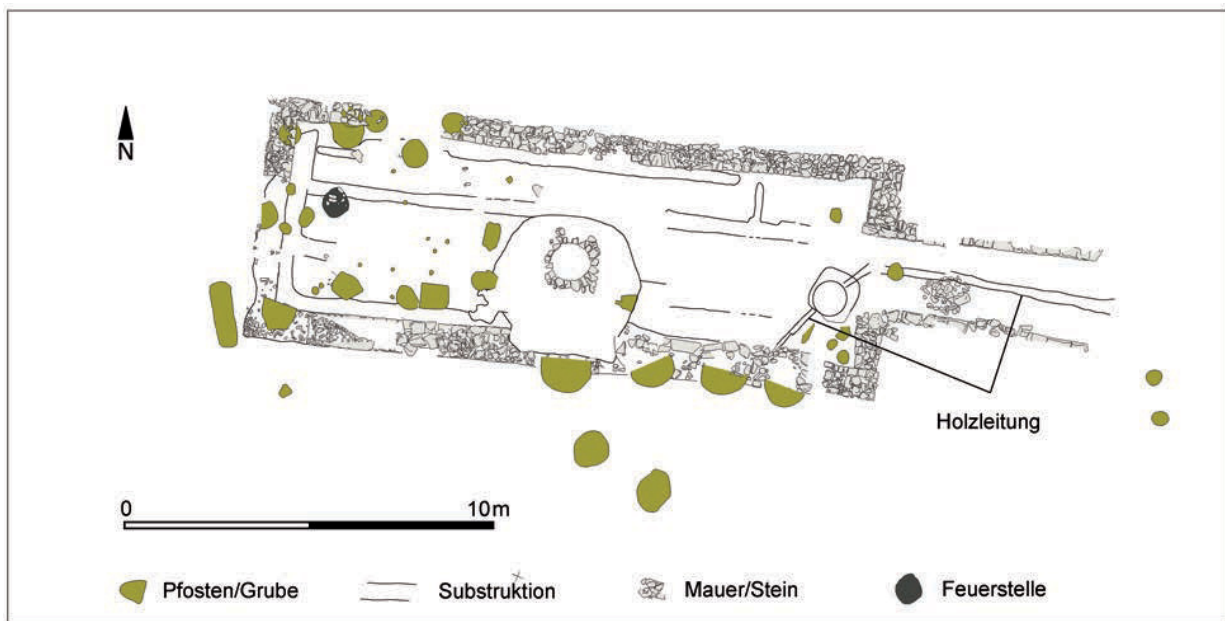 N
Holzleitung
0 10m
Pfosten/Grube Substruktion Mauer/Stein Feuerstelle